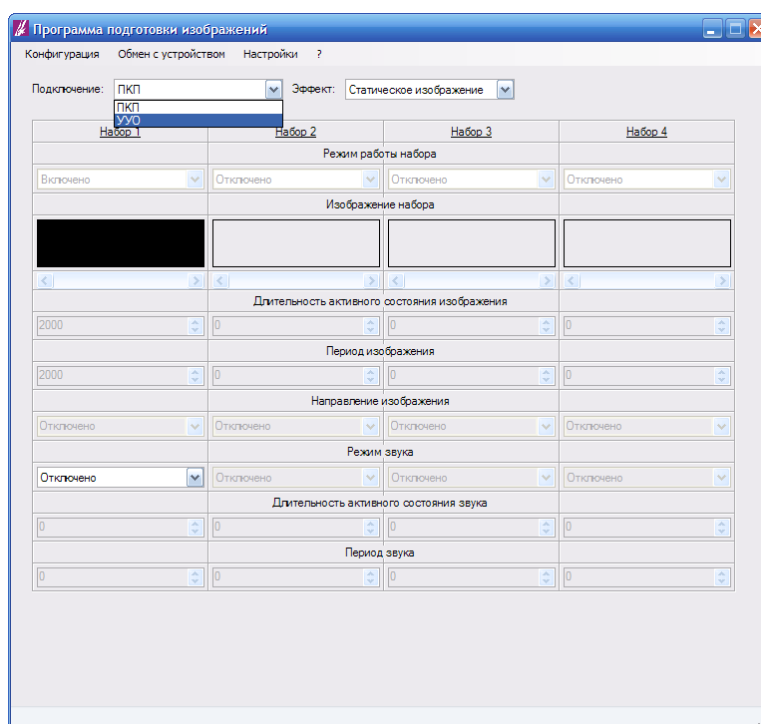 Программа подготовки изображений
Конфигурация Обмен с устройством Настройки ?
Подключение: ПКП Эффект: Статическое изображение
ПКП
УУО
Набор 1 Набор 2 Набор 3 Набор 4
Режим работы набора
Включено Отключено Отключено Отключено
Изображение набора
Длительность активного состояния изображения
2000 0 0 0
Период изображения
2000 0 0 0
Направление изображения
Отключено Отключено Отключено Отключено
Режим звука
Отключено Отключено Отключено Отключено
Длительность активного состояния звука
0 0 0 0
Период звука
0 0 0 0